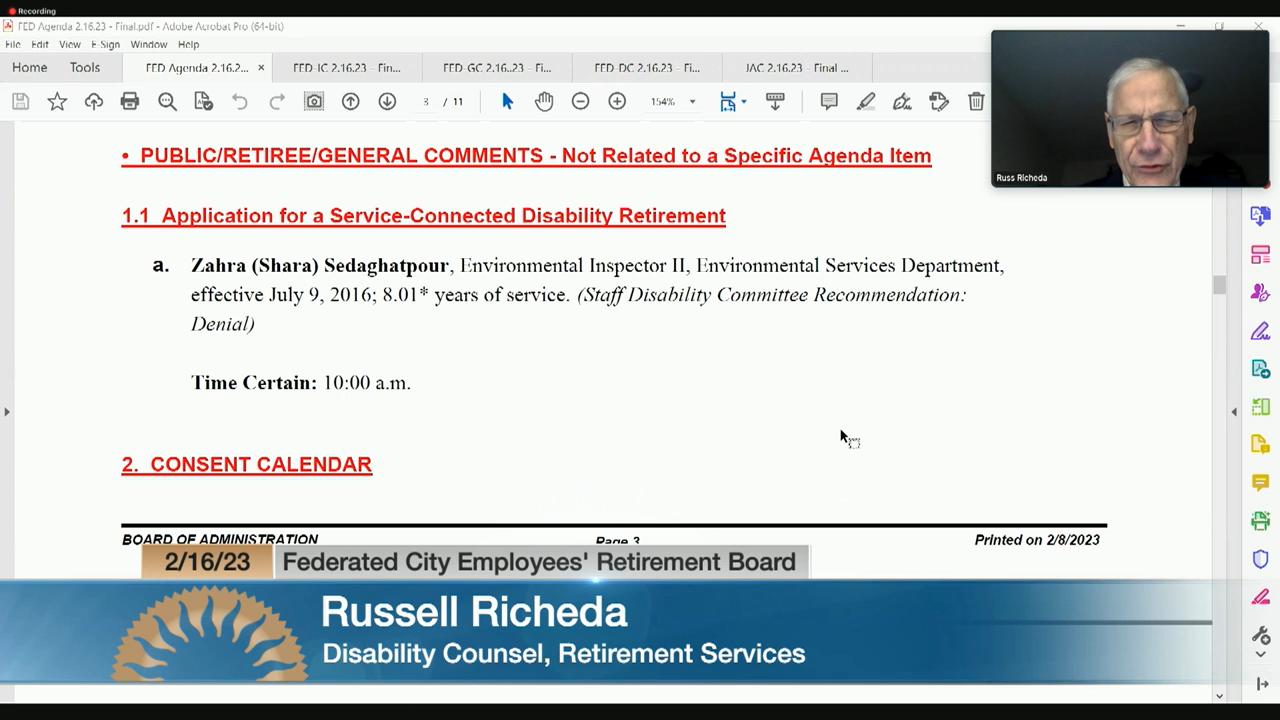 Recording
FED Agenda 2.16.23 - Final.pdf - Adobe Acrobat Pro (64-bit)
File Edit View E-Sign Window Help
Home Tools FED Agenda 2.16.2... × FED-IC 2.16.23 - Fin... FED-GC 2.16..23 - Fi... FED-DC 2.16.23 - Fi... JAC 2.16.23 - Final ...
3 / 11 154%
Russ Richeda
• PUBLIC/RETIREE/GENERAL COMMENTS - Not Related to a Specific Agenda Item
1.1 Application for a Service-Connected Disability Retirement
a. Zahra (Shara) Sedaghatpour, Environmental Inspector II, Environmental Services Department,
effective July 9, 2016; 8.01* years of service. (Staff Disability Committee Recommendation:
Denial)
Time Certain: 10:00 a.m.
2. CONSENT CALENDAR
BOARD OF ADMINISTRATION Page 3 Printed on 2/8/2023
2/16/23 Federated City Employees' Retirement Board
Russell Richeda
Disability Counsel, Retirement Services